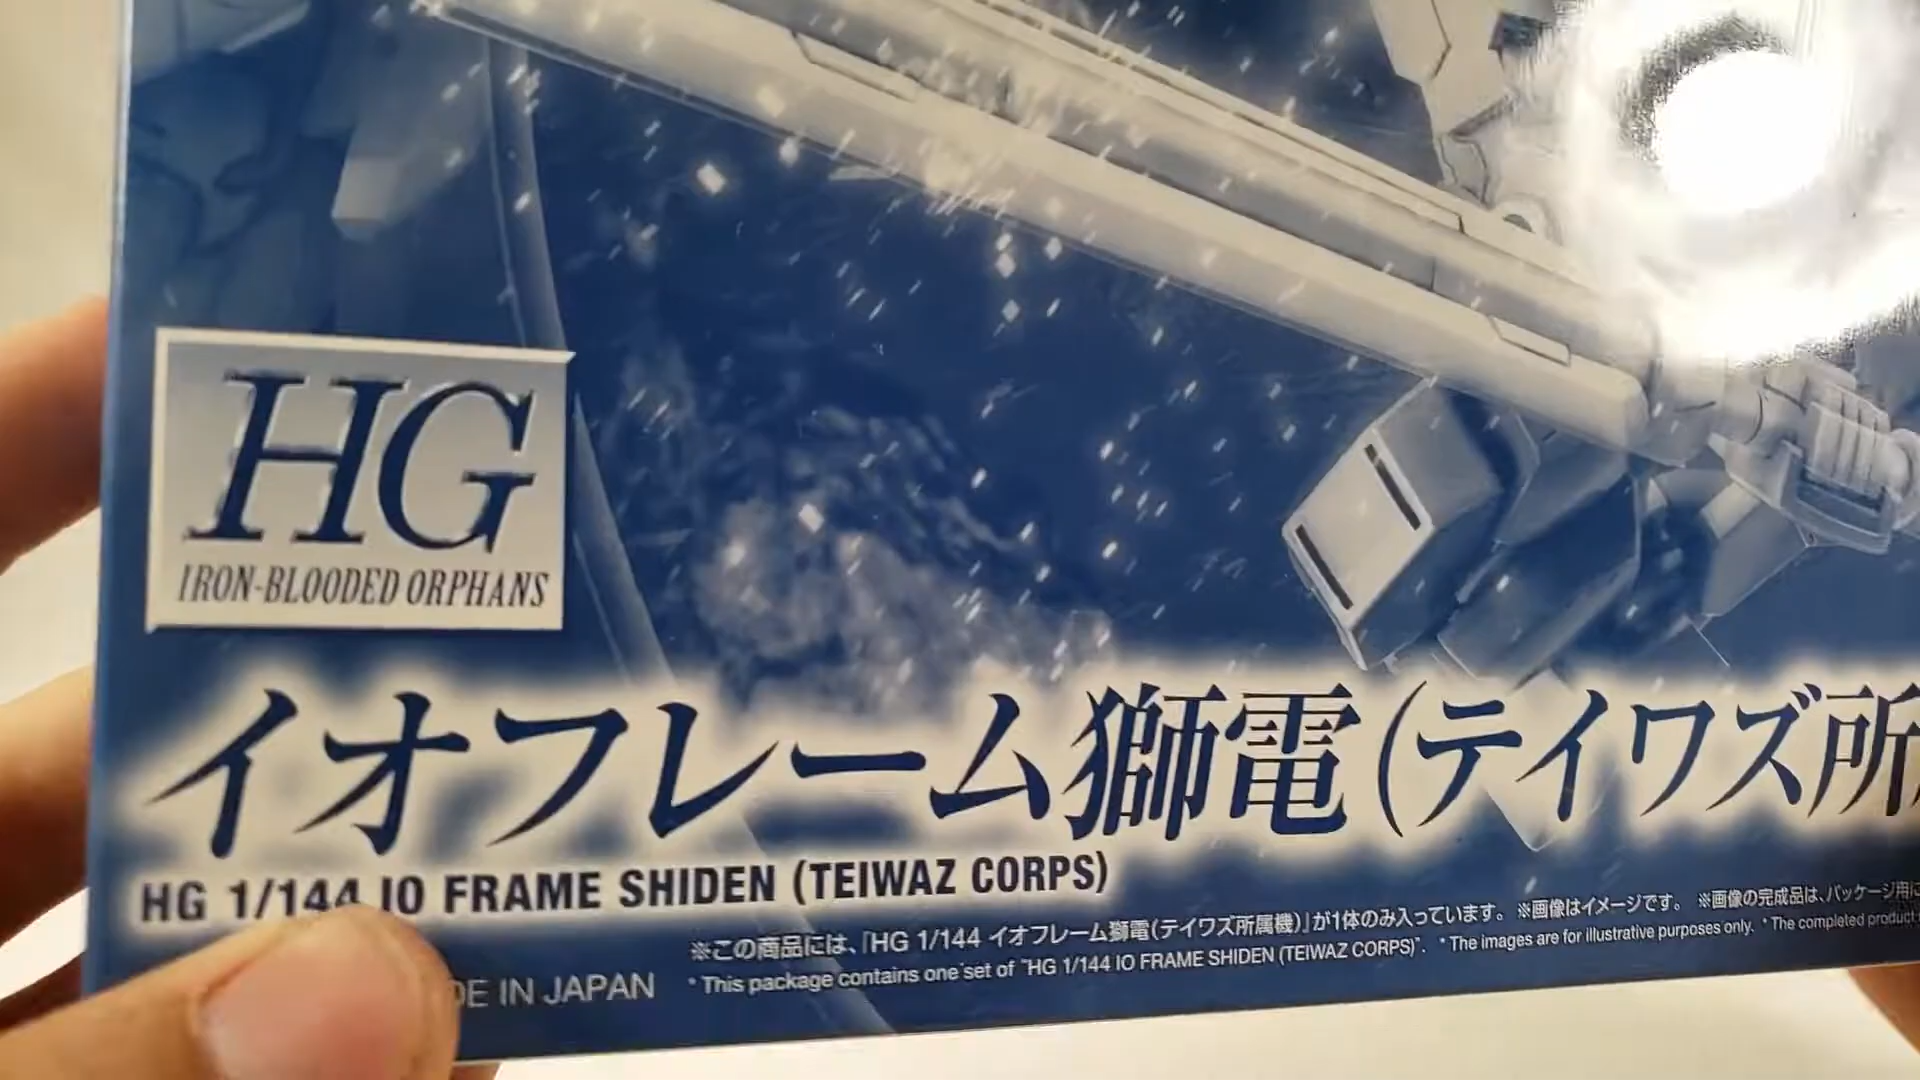 HG
IRON-BLOODED ORPHANS
イオフレーム獅電(テイワズ所
HG 1/144 IO FRAME SHIDEN (TEIWAZ CORPS)
※この商品には、「HG 1/144 イオフレーム獅電(テイワズ所属機)」が1体のみ入っています。 ※画像はイメージです。 ※画像の完成品は、パッケージ用に
DE IN JAPAN
* This package contains one set of "HG 1/144 IO FRAME SHIDEN (TEIWAZ CORPS)". * The images are for illustrative purposes only. * The completed product